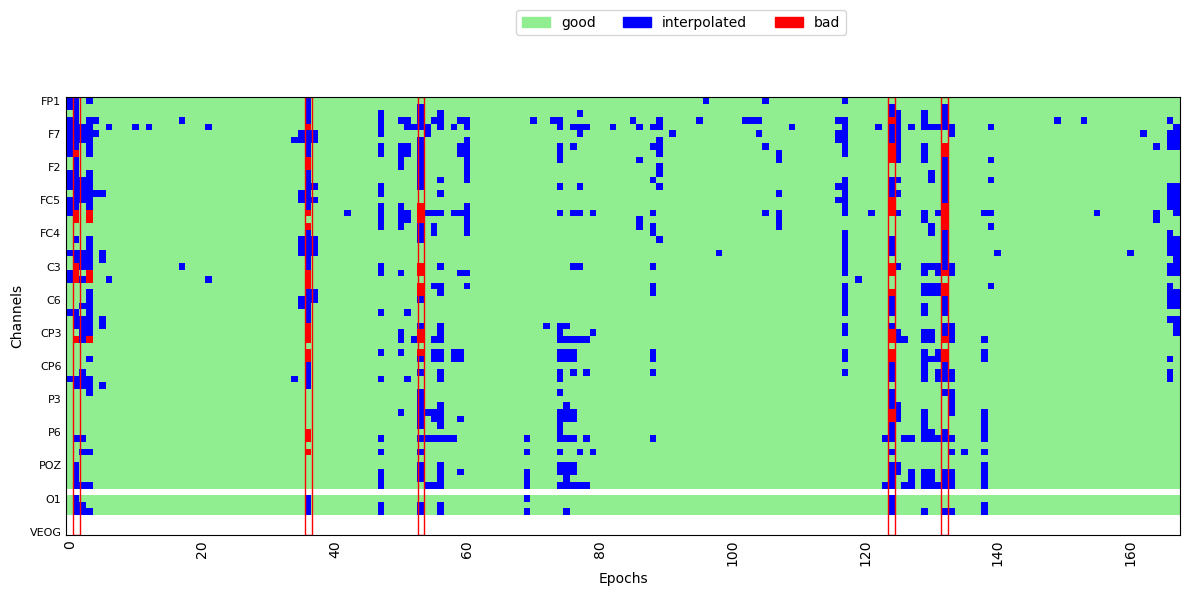 good interpolated bad
FP1
F7
F2
FC5
FC4
C3
C6
CP3
CP6
P3
P6
POZ
O1
VEOG
Channels
0 20 40 60 80 100 120 140 160
Epochs